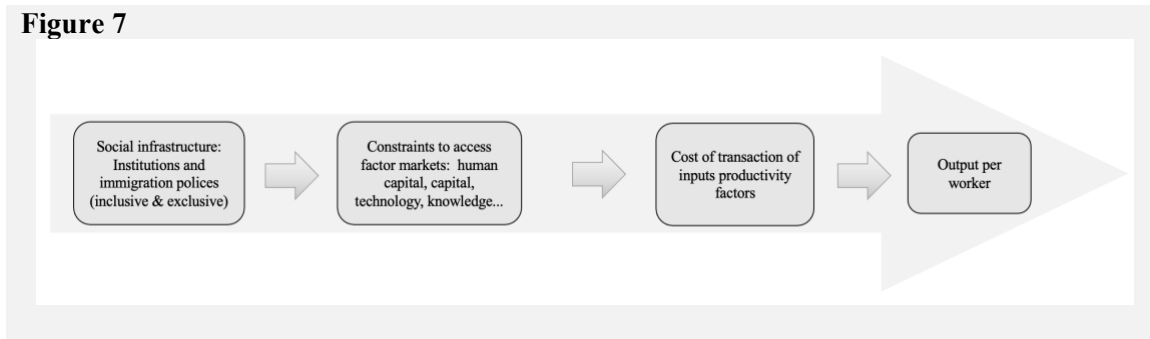 Figure 7
Social infrastructure:
Institutions and
immigration polices
(inclusive & exclusive)
Constraints to access
factor markets: human
capital, capital,
technology, knowledge...
Cost of transaction of
inputs productivity
factors
Output per
worker